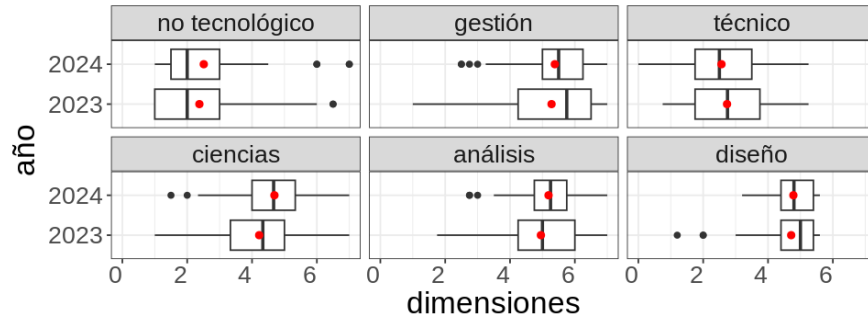 no tecnológico gestión técnico
2024
2023
ciencias análisis diseño
2024
2023
0 2 4 6 0 2 4 6 0 2 4 6
dimensiones
año